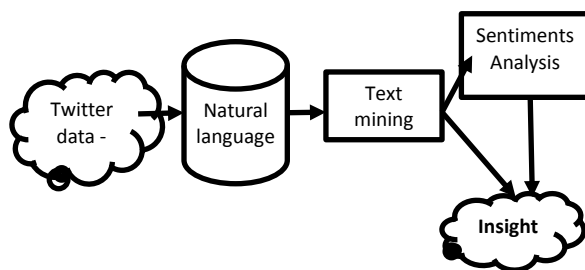 Twitter
data -
Natural
language
Text
mining
Sentiments
Analysis
Insight